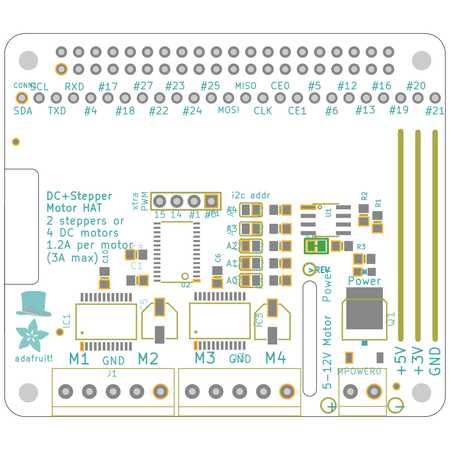 CONN
SCL RXD #17 #27 #23 #25 MISO CE0 #5 #12 #16 #20
SDA TXD #4 #18 #22 #24 MOSI CLK CE1 #6 #13 #19 #21
DC+Stepper
Motor HAT
2 steppers or
4 DC motors
1.2A per motor
(3A max)
xtra
PWM
15 14 #1 #0
i2c addr
A4
A3
A2
A1
A0
U1
R2
R1
R3
C10
C1
C6
U2
>REV
Power
Power
5-12V Motor
IC1
IC3
Q1
adafruit!
M1 GND M2 M3 GND M4
J1
MPOWER0
+5V
+3V
GND
+ −